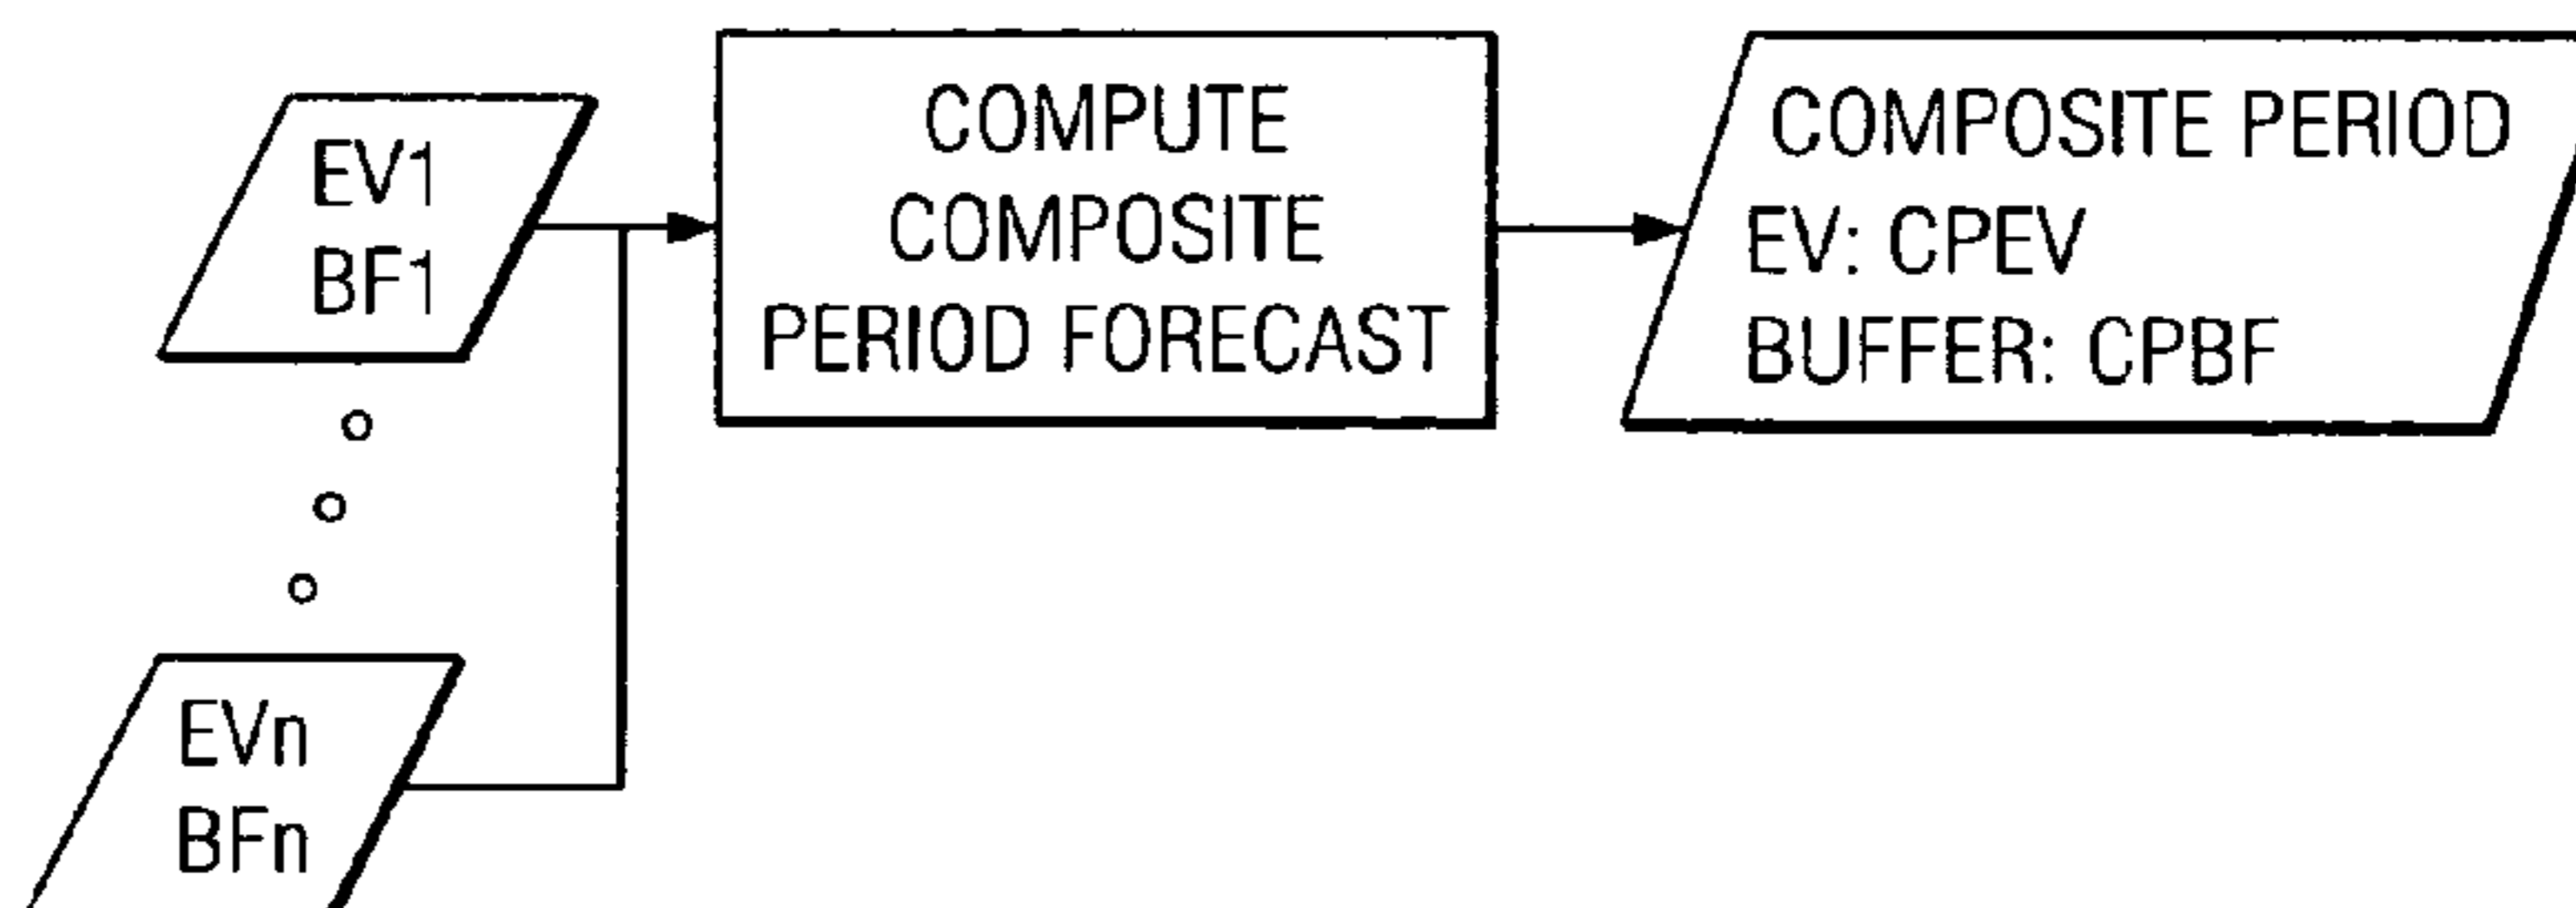 EV1
BF1
EVn
BFn
COMPUTE
COMPOSITE
PERIOD FORECAST
COMPOSITE PERIOD
EV: CPEV
BUFFER: CPBF